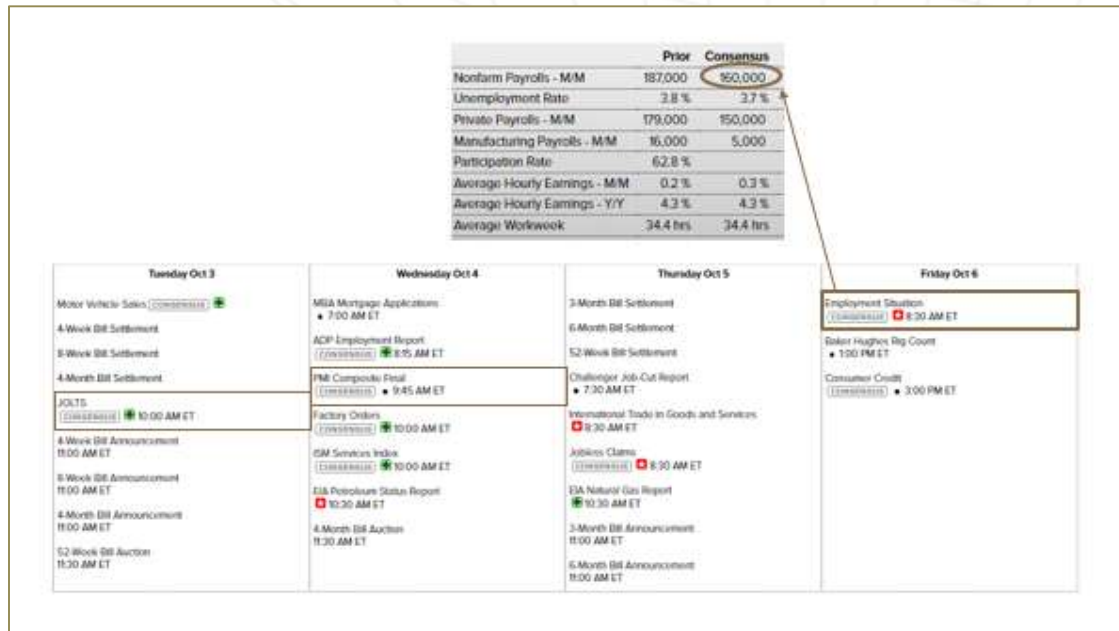 Prior Consensus
Nonfarm Payrolls - M/M 187,000 160,000
Unemployment Rate 3.8 % 3.7 %
Private Payrolls - M/M 179,000 150,000
Manufacturing Payrolls - M/M 16,000 5,000
Participation Rate 62.8 %
Average Hourly Earnings - M/M 0.2 % 0.3 %
Average Hourly Earnings - Y/Y 4.3 % 4.3 %
Average Workweek 34.4 hrs 34.4 hrs
Tuesday Oct 3
Motor Vehicle Sales CONSENSUS
4-Week Bill Settlement
8-Week Bill Settlement
4-Month Bill Settlement
JOLTS
CONSENSUS 10:00 AM ET
4-Week Bill Announcement
11:00 AM ET
8-Week Bill Announcement
11:00 AM ET
4-Month Bill Announcement
11:00 AM ET
52-Week Bill Auction
11:30 AM ET
Wednesday Oct 4
MBA Mortgage Applications
• 7:00 AM ET
ADP Employment Report
CONSENSUS 8:15 AM ET
PMI Composite Final
CONSENSUS • 9:45 AM ET
Factory Orders
CONSENSUS 10:00 AM ET
ISM Services Index
CONSENSUS 10:00 AM ET
EIA Petroleum Status Report
10:30 AM ET
4-Month Bill Auction
11:30 AM ET
Thursday Oct 5
3-Month Bill Settlement
6-Month Bill Settlement
52-Week Bill Settlement
Challenger Job-Cut Report
• 7:30 AM ET
International Trade in Goods and Services
8:30 AM ET
Jobless Claims
CONSENSUS 8:30 AM ET
EIA Natural Gas Report
10:30 AM ET
3-Month Bill Announcement
11:00 AM ET
6-Month Bill Announcement
11:00 AM ET
Friday Oct 6
Employment Situation
CONSENSUS 8:30 AM ET
Baker Hughes Rig Count
• 1:00 PM ET
Consumer Credit
CONSENSUS • 3:00 PM ET